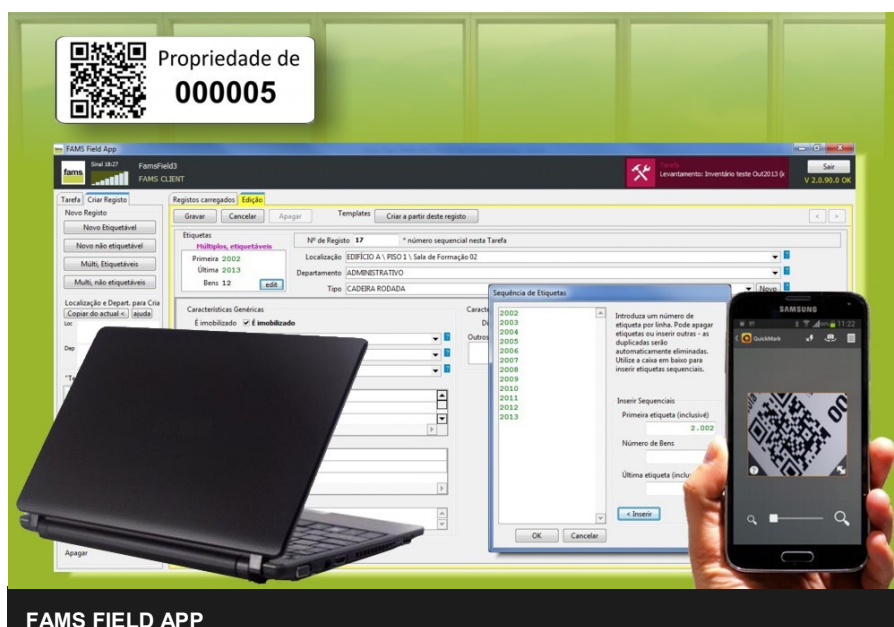 Propriedade de
000005
FAMS Field App
fams
Sinal 18:27
FamsField3
FAMS CLIENT
Tarefa
Levantamento: Inventário teste Out2013 (k
Sair
V 2.0.90.0 OK
Tarefa
Criar Registo
Registos carregados
Edição
Novo Registo
Novo Etiquetável
Novo não etiquetável
Múlti, Etiquetáveis
Multi, não etiquetáveis
Gravar
Cancelar
Apagar
Templates
Criar a partir deste registo
<
>
Etiquetas
Múltiplos, etiquetáveis
Primeira 2002
Última 2013
Bens 12
edit
Nº de Registo 17
* número sequencial nesta Tarefa
Localização EDIFÍCIO A \ PISO 1 \ Sala de Formação 02
Departamento ADMINISTRATIVO
Tipo CADEIRA RODADA
Novo
Localização e Depart. para Cria
Copiar do actual <
ajuda
Loc
Dep
Características Genéricas
É imobilizado
É imobilizado
Outros
Apagar
Sequência de Etiquetas
2002
2003
2004
2005
2006
2007
2008
2009
2010
2011
2012
2013
Introduza um número de
etiqueta por linha. Pode apagar
etiquetas ou inserir outras - as
duplicadas serão
automaticamente eliminadas.
Utilize a caixa em baixo para
inserir etiquetas sequenciais.
Inserir Sequenciais
Primeira etiqueta (inclusivé)
2.002
Número de Bens
Última etiqueta
< Inserir
OK
Cancelar
SAMSUNG
11:22
QuickMark
FAMS FIELD APP